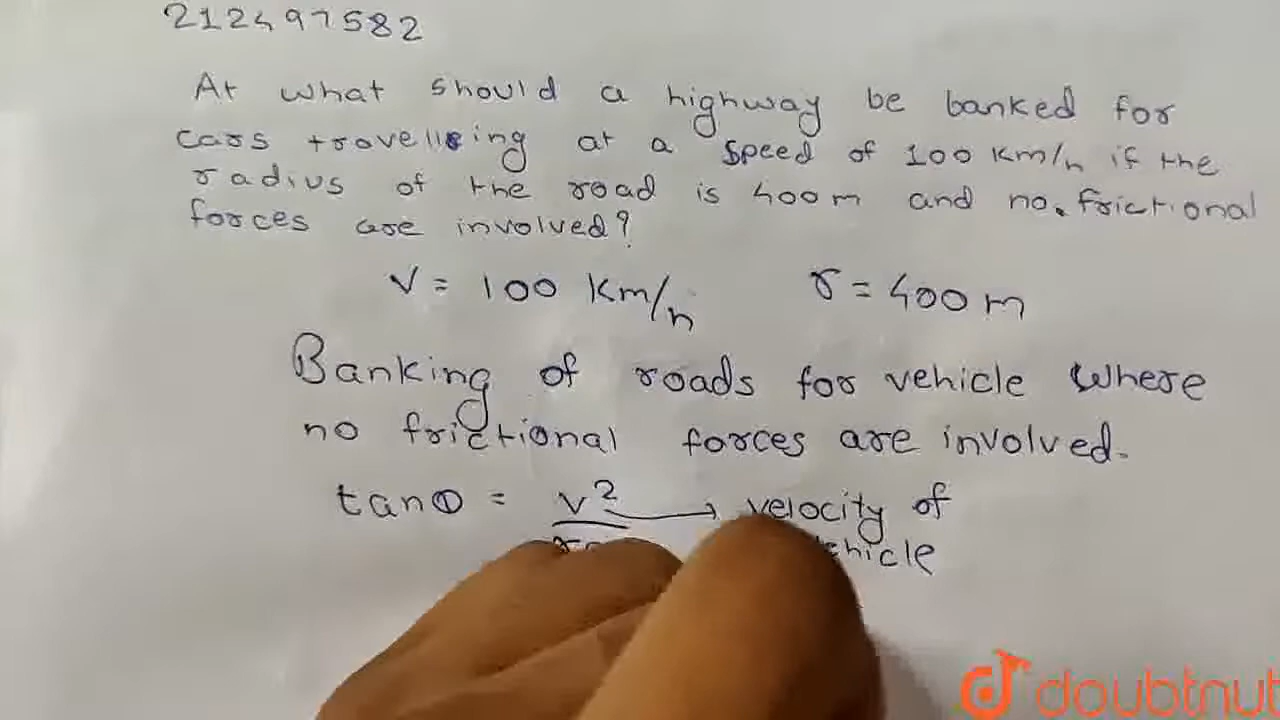 212497582
At what should a highway be banked for
cars travelling at a speed of 100 Km/h if the
radius of the road is 400m and no. frictional
forces are involved?
V = 100 Km/h r = 400 m
Banking of roads for vehicle where
no frictional forces are involved.
tanθ = v² → velocity of
doubtnut